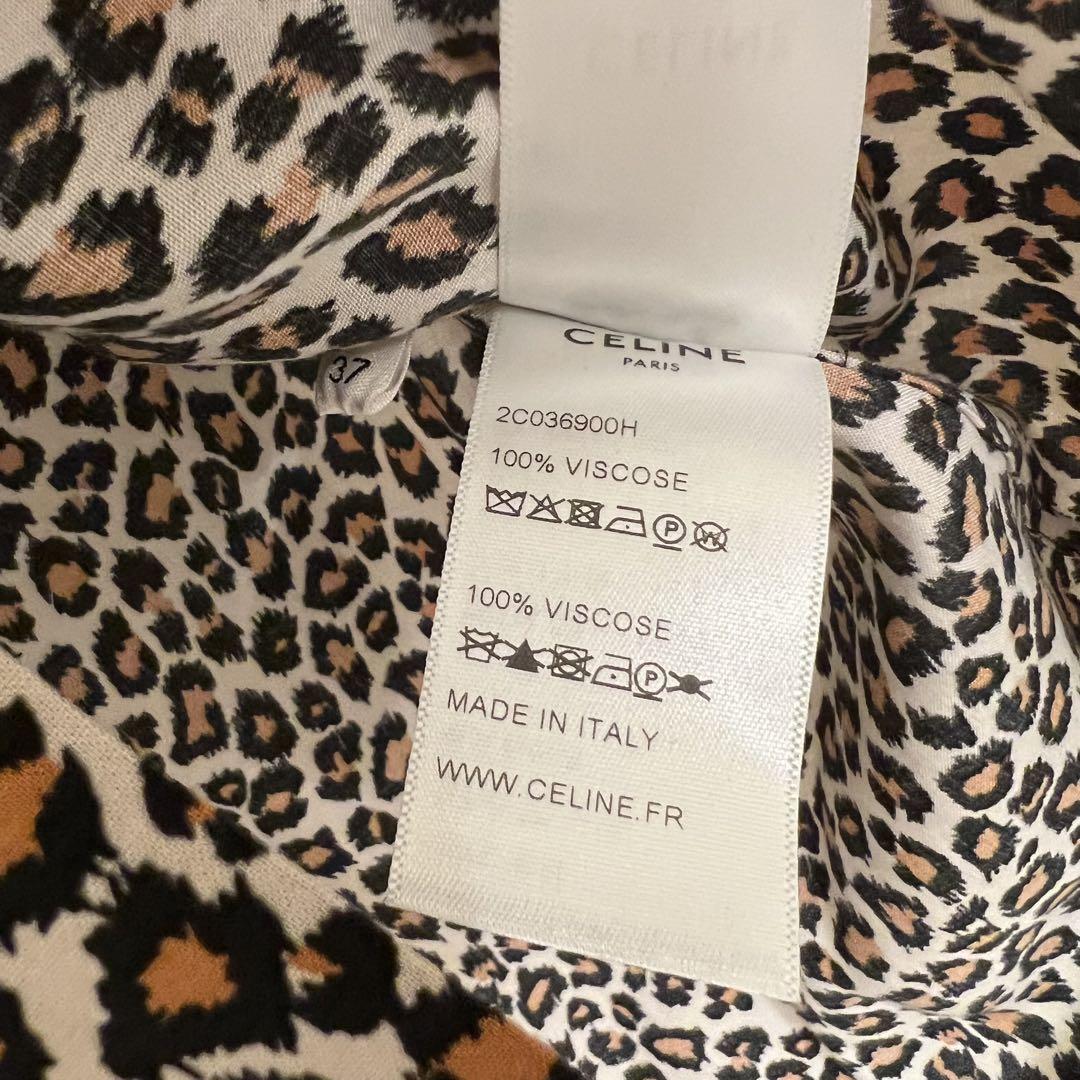 37
CELINE
PARIS
2C036900H
100% VISCOSE
P W
100% VISCOSE
P
MADE IN ITALY
WWW.CELINE.FR